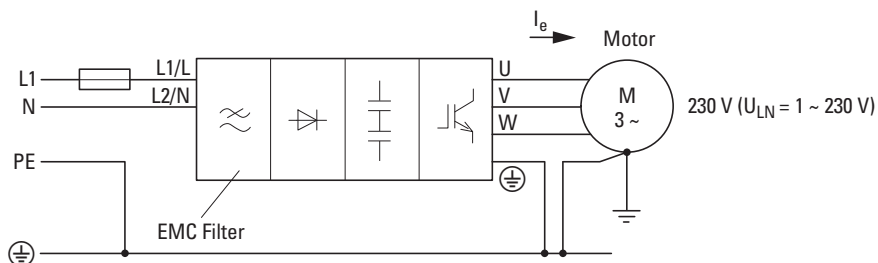 Iₑ
Motor
L1
L1/L
U
N
L2/N
V
W
M
3 ~
230 V (U_LN = 1 ~ 230 V)
PE
EMC Filter